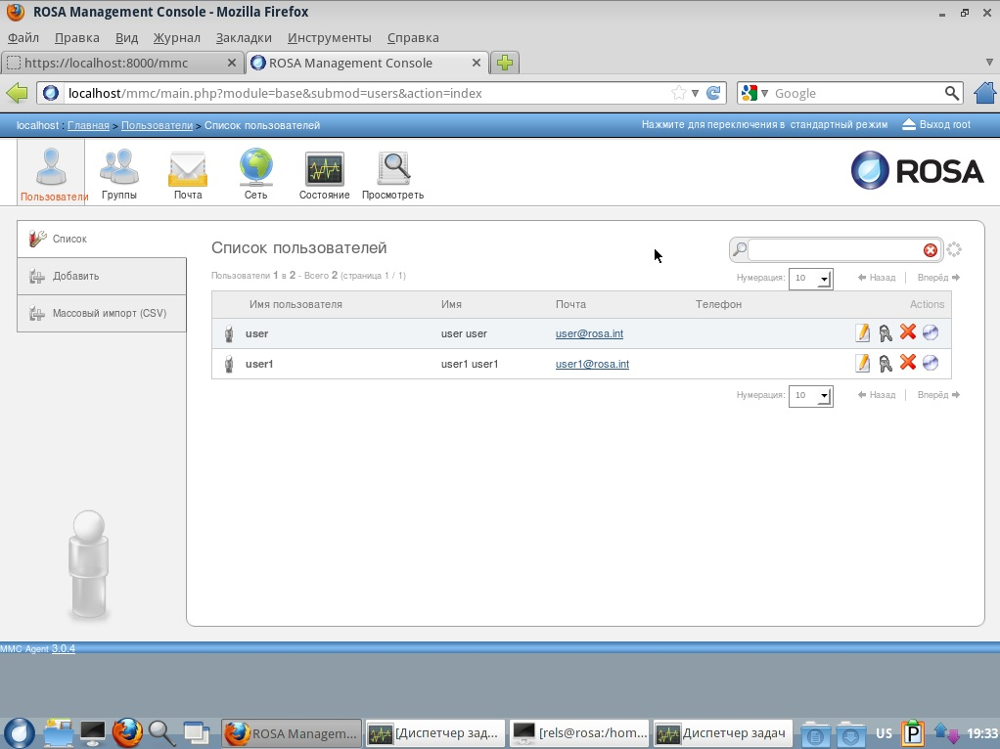 ROSA Management Console - Mozilla Firefox
Файл Правка Вид Журнал Закладки Инструменты Справка
https://localhost:8000/mmc ROSA Management Console
localhost/mmc/main.php?module=base&submod=users&action=index Google
localhost : Главная > Пользователи > Список пользователей Нажмите для переключения в стандартный режим Выход root
Пользователи Группы Почта Сеть Состояние Просмотреть ROSA
Список
Добавить
Массовый импорт (CSV)
Список пользователей
Пользователи 1 в 2 - Всего 2 (страница 1 / 1) Нумерация: 10 Назад Вперёд
Имя пользователя Имя Почта Телефон Actions
user user user user@rosa.int
user1 user1 user1 user1@rosa.int
Нумерация: 10 Назад Вперёд
MMC Agent 3.0.4
ROSA Managem... [Диспетчер зад... [rels@rosa:/hom... Диспетчер задач US P 19:33